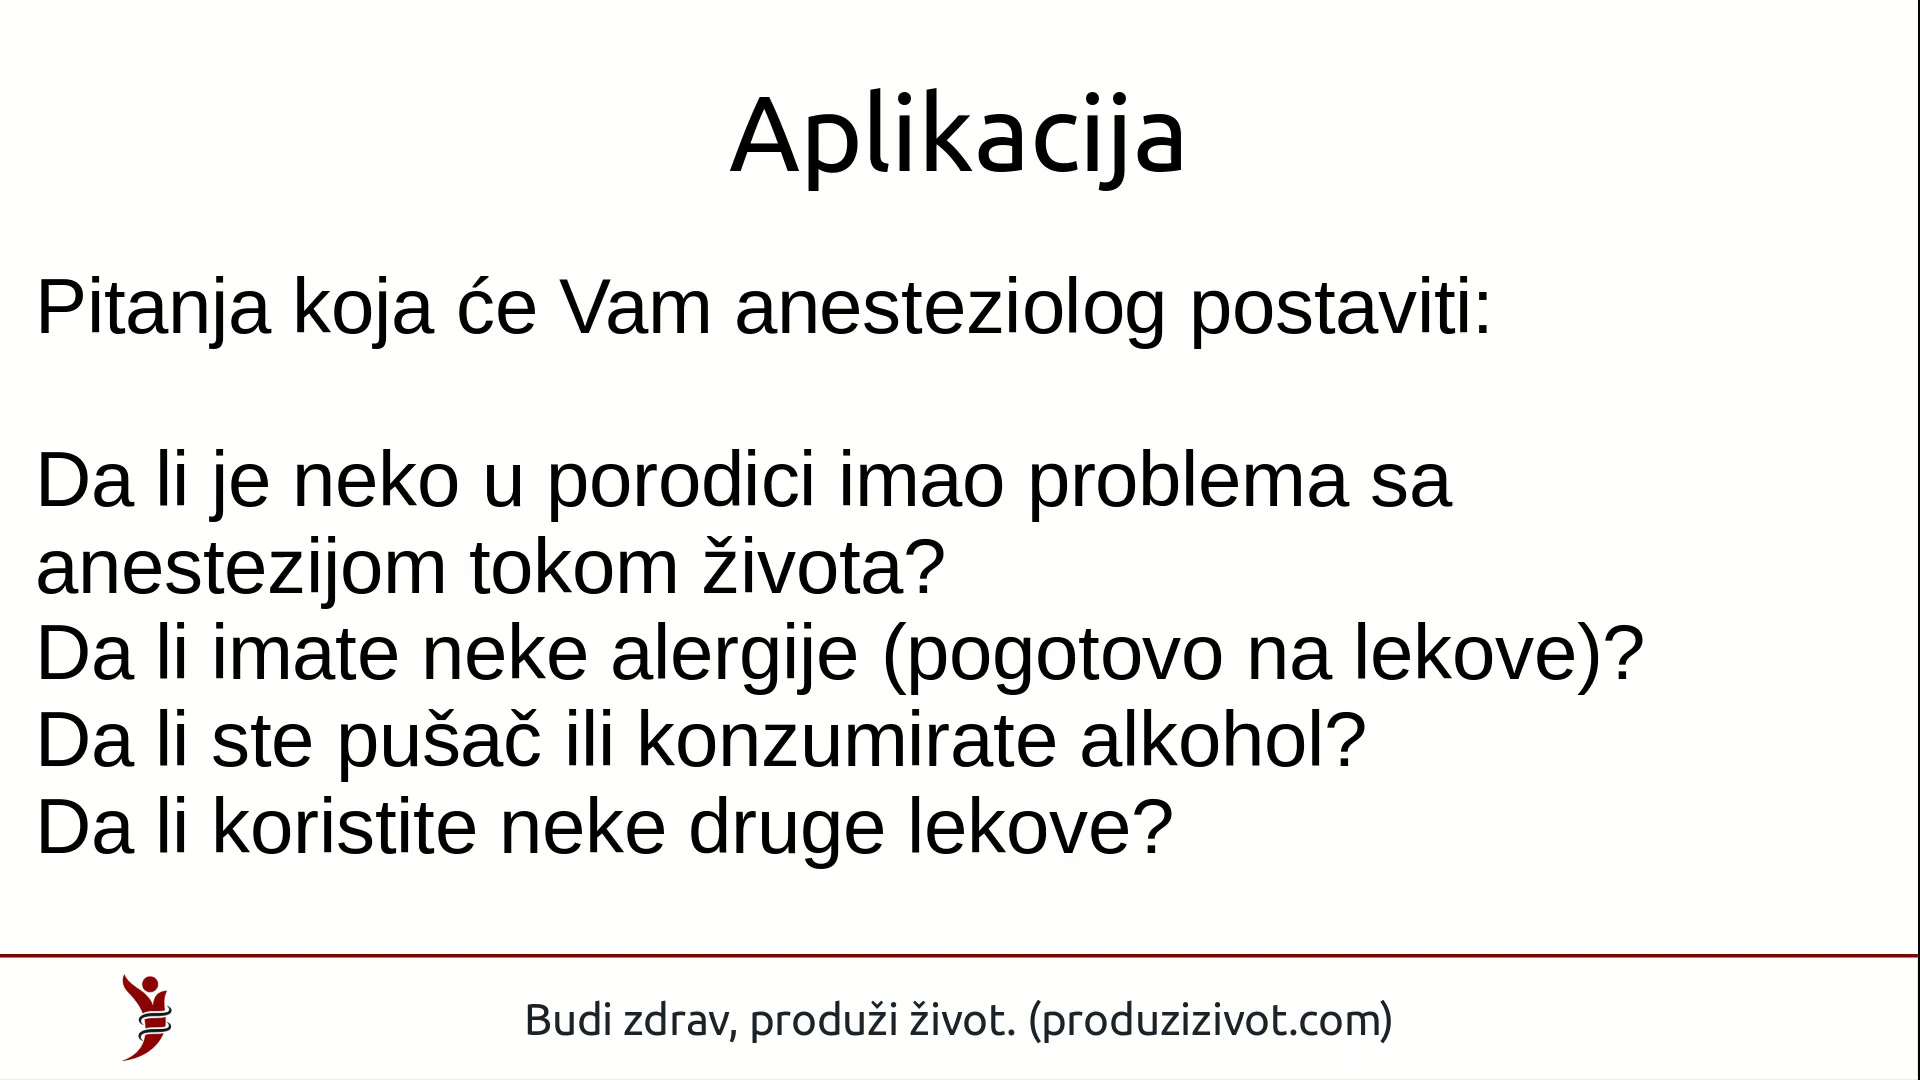 Aplikacija
Pitanja koja će Vam anesteziolog postaviti:
Da li je neko u porodici imao problema sa
anestezijom tokom života?
Da li imate neke alergije (pogotovo na lekove)?
Da li ste pušač ili konzumirate alkohol?
Da li koristite neke druge lekove?
Budi zdrav, produži život. (produzizivot.com)